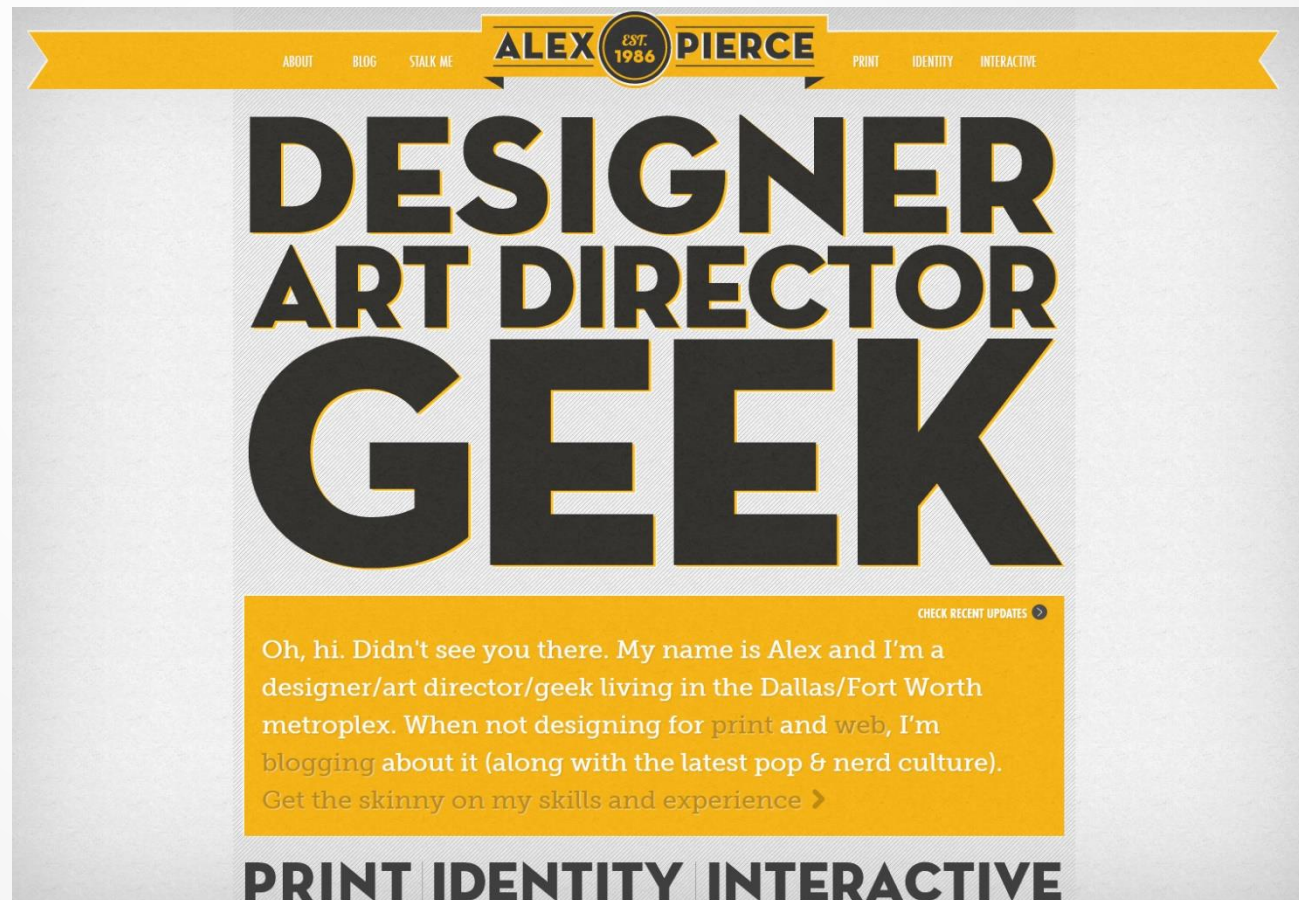 ABOUT BLOG STALK ME ALEX EST. 1986 PIERCE PRINT IDENTITY INTERACTIVE
DESIGNER
ART DIRECTOR
GEEK
CHECK RECENT UPDATES
Oh, hi. Didn't see you there. My name is Alex and I’m a
designer/art director/geek living in the Dallas/Fort Worth
metroplex. When not designing for print and web, I’m
blogging about it (along with the latest pop & nerd culture).
Get the skinny on my skills and experience
PRINT IDENTITY INTERACTIVE